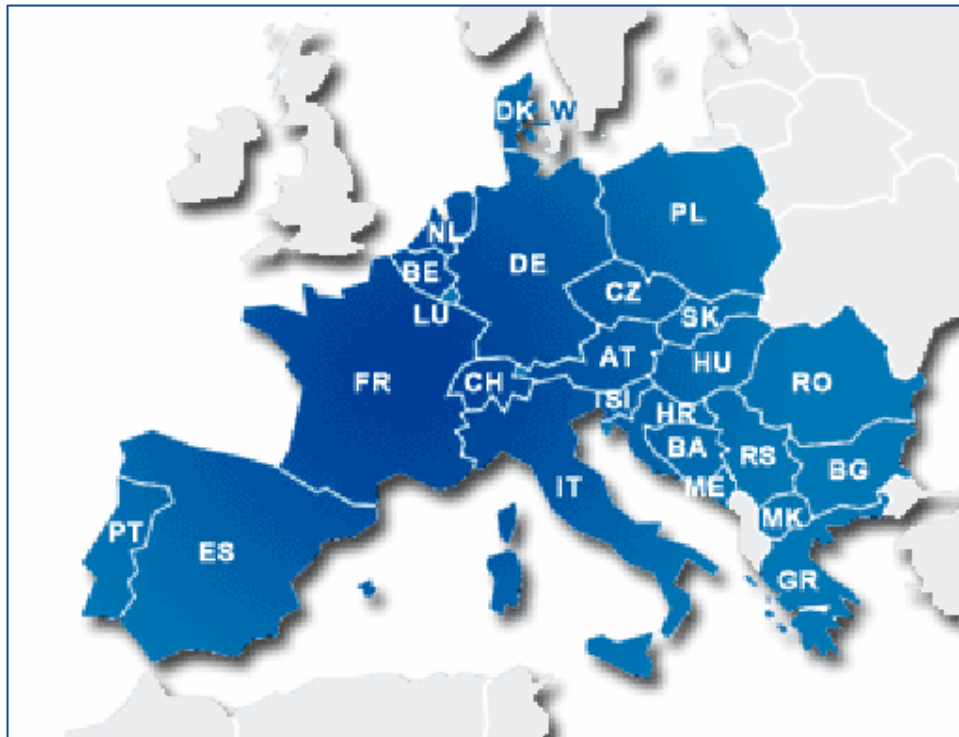 DK_W
PL
NL
DE
BE
CZ
LU
SK
AT
HU
FR
CH
RO
SI
HR
BA
RS
BG
IT
ME
PT
MK
ES
GR